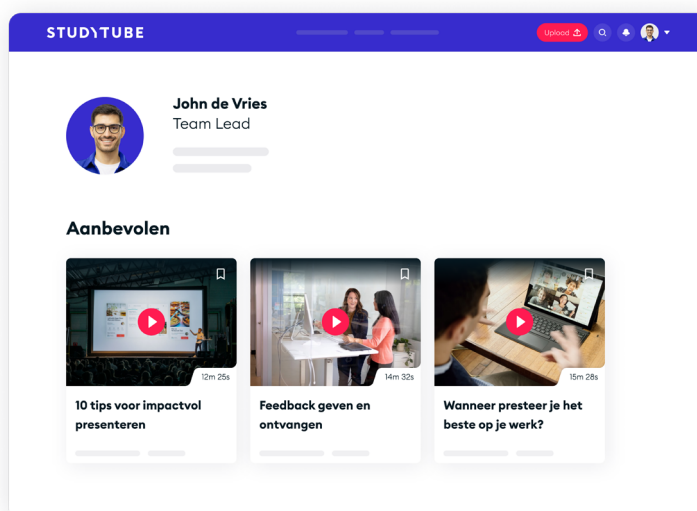 STUDYTUBE
Upload
John de Vries
Team Lead
Aanbevolen
12m 25s
14m 32s
15m 28s
10 tips voor impactvol
presenteren
Feedback geven en
ontvangen
Wanneer presteer je het
beste op je werk?